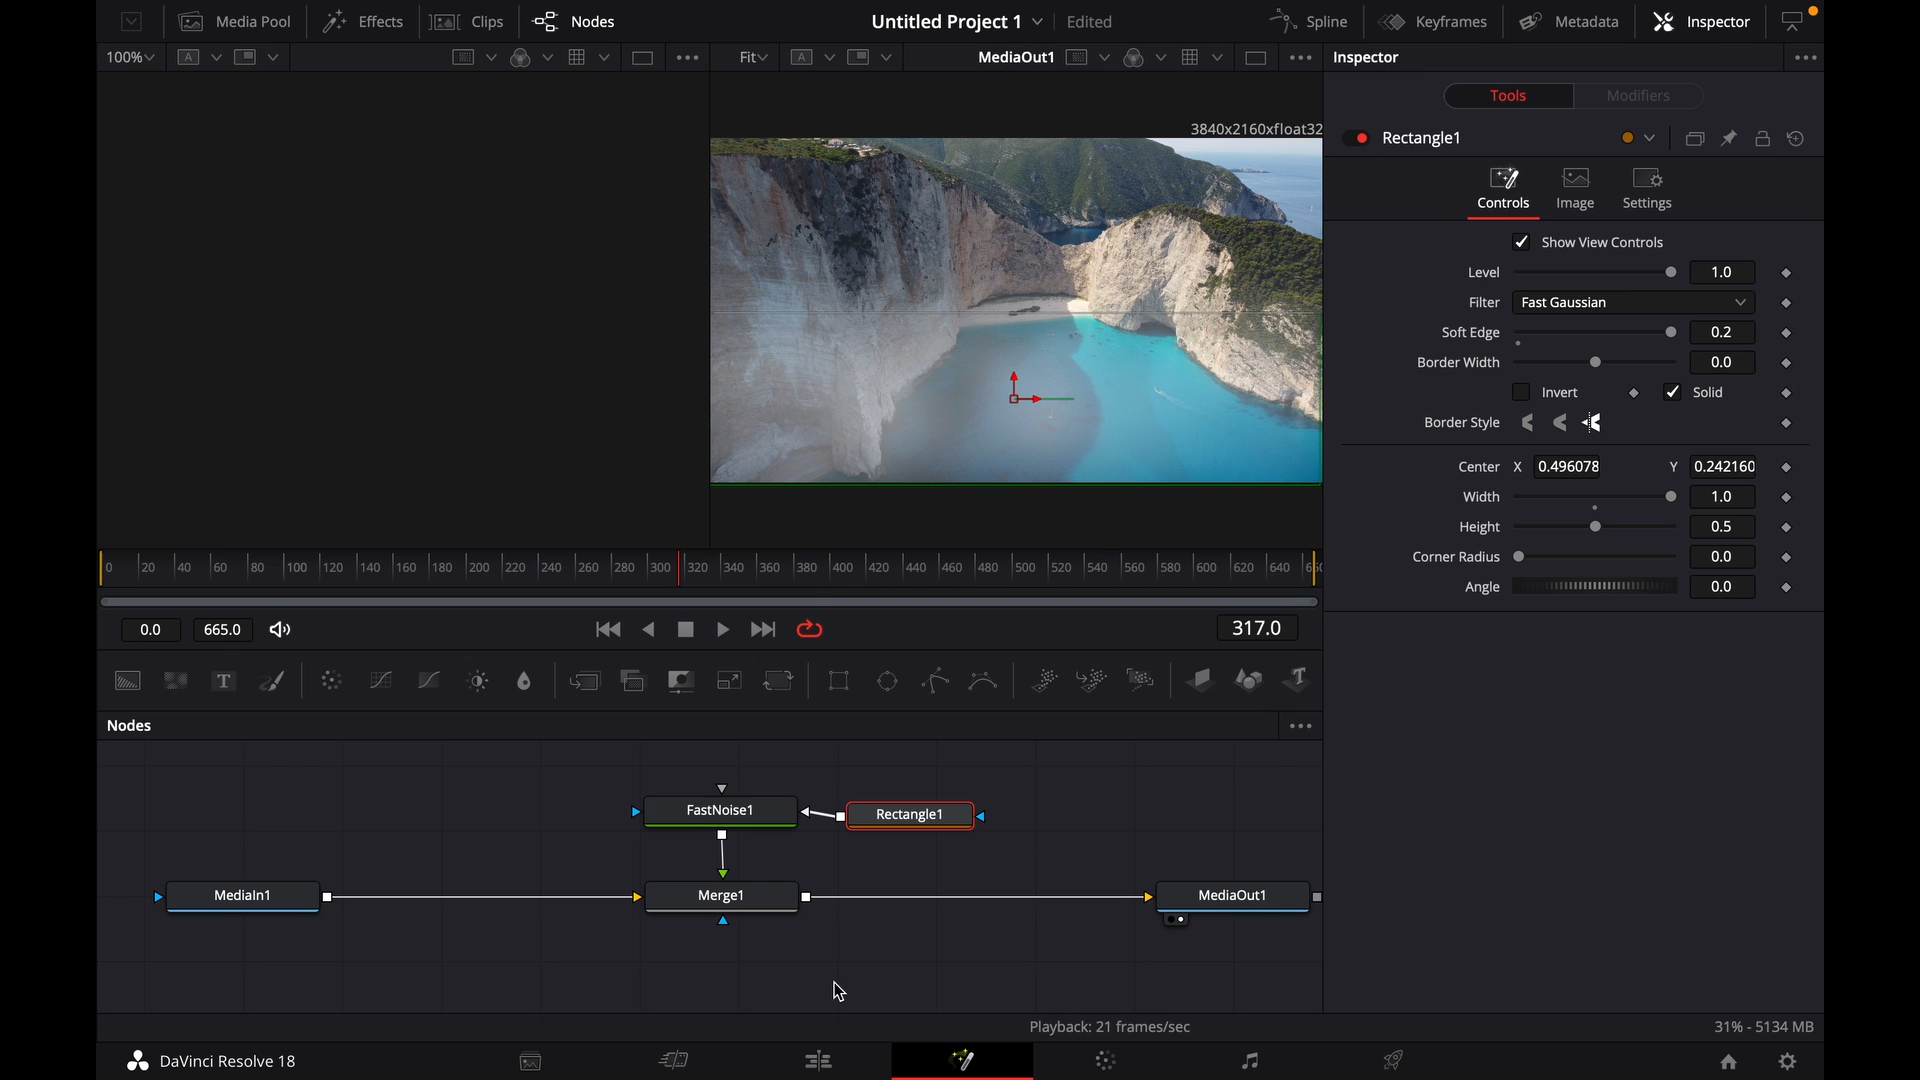 Media Pool
Effects
Clips
Nodes
Untitled Project 1
Edited
Spline
Keyframes
Metadata
Inspector
100%
A
Fit
A
MediaOut1
Inspector
3840x2160xfloat32
Tools
Modifiers
Rectangle1
Controls
Image
Settings
Show View Controls
Level 1.0
Filter Fast Gaussian
Soft Edge 0.2
Border Width 0.0
Invert Solid
Border Style
Center X 0.496078 Y 0.242160
Width 1.0
Height 0.5
Corner Radius 0.0
Angle 0.0
0 20 40 60 80 100 120 140 160 180 200 220 240 260 280 300 320 340 360 380 400 420 440 460 480 500 520 540 560 580 600 620 640
0.0 665.0 317.0
T T
Nodes
FastNoise1
Rectangle1
MediaIn1
Merge1
MediaOut1
Playback: 21 frames/sec
31% - 5134 MB
DaVinci Resolve 18